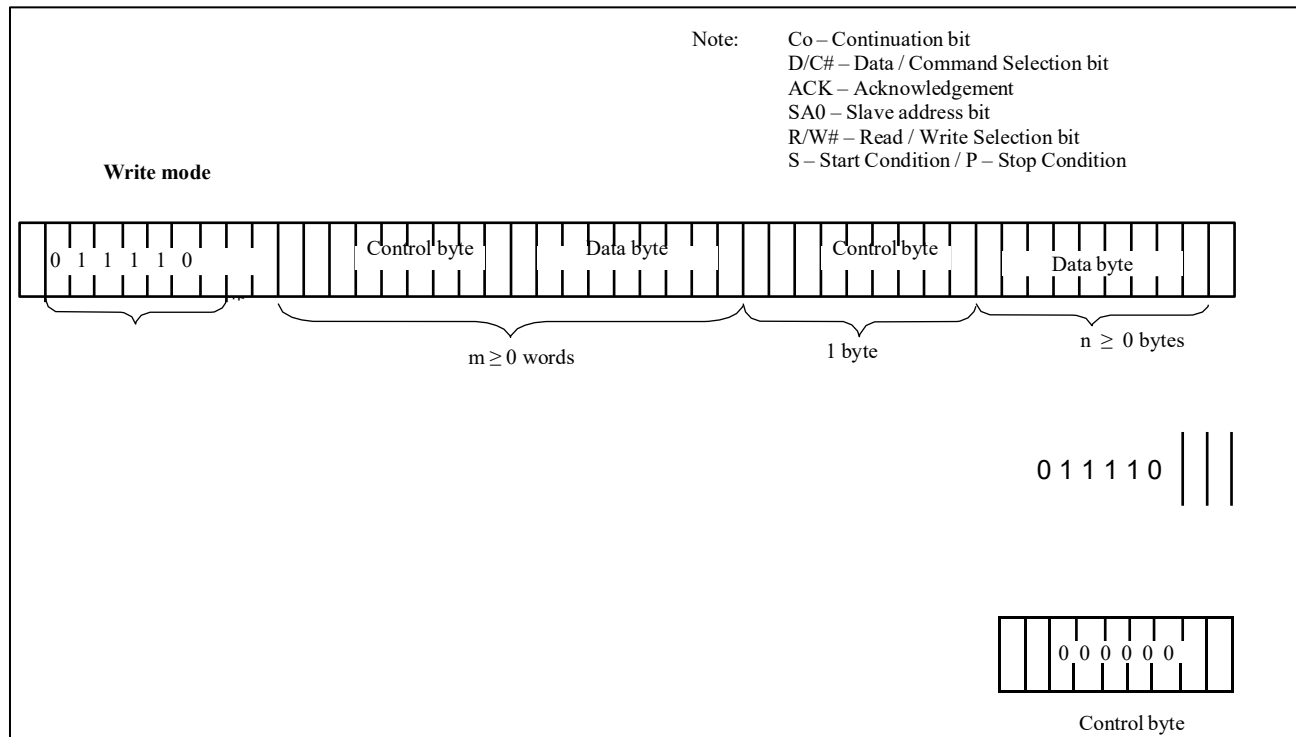 Note: Co – Continuation bit
D/C# – Data / Command Selection bit
ACK – Acknowledgement
SA0 – Slave address bit
R/W# – Read / Write Selection bit
S – Start Condition / P – Stop Condition
Write mode
0 1 1 1 1 0 Control byte Data byte Control byte Data byte
m ≥ 0 words 1 byte n ≥ 0 bytes
0 1 1 1 1 0
0 0 0 0 0 0
Control byte